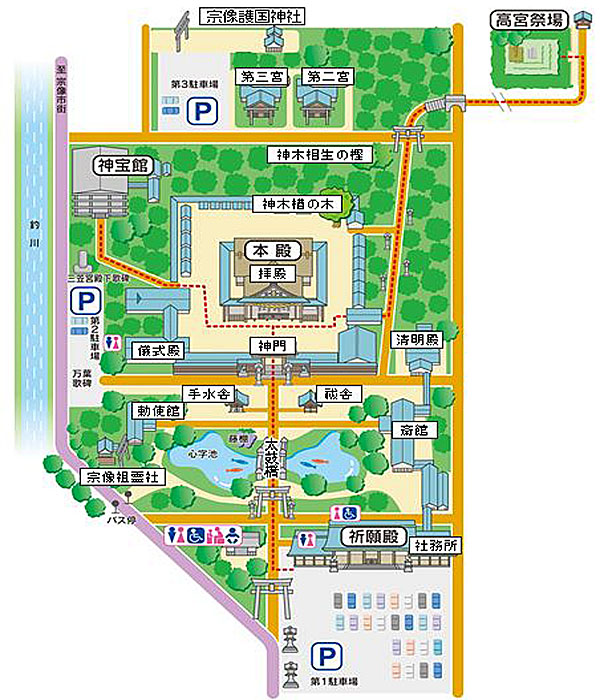 宗像護国神社
高宮祭場
至 宗像市街
第3駐車場
P
第三宮
第二宮
神木相生の樫
神宝館
神木楢の木
釣川
本殿
拝殿
三笠宮殿下歌碑
P
第2駐車場
万葉歌碑
儀式殿
神門
清明殿
手水舎
祓舎
勅使館
藤棚
太鼓橋
斎館
心字池
宗像祖霊社
バス停
祈願殿
社務所
P
第1駐車場